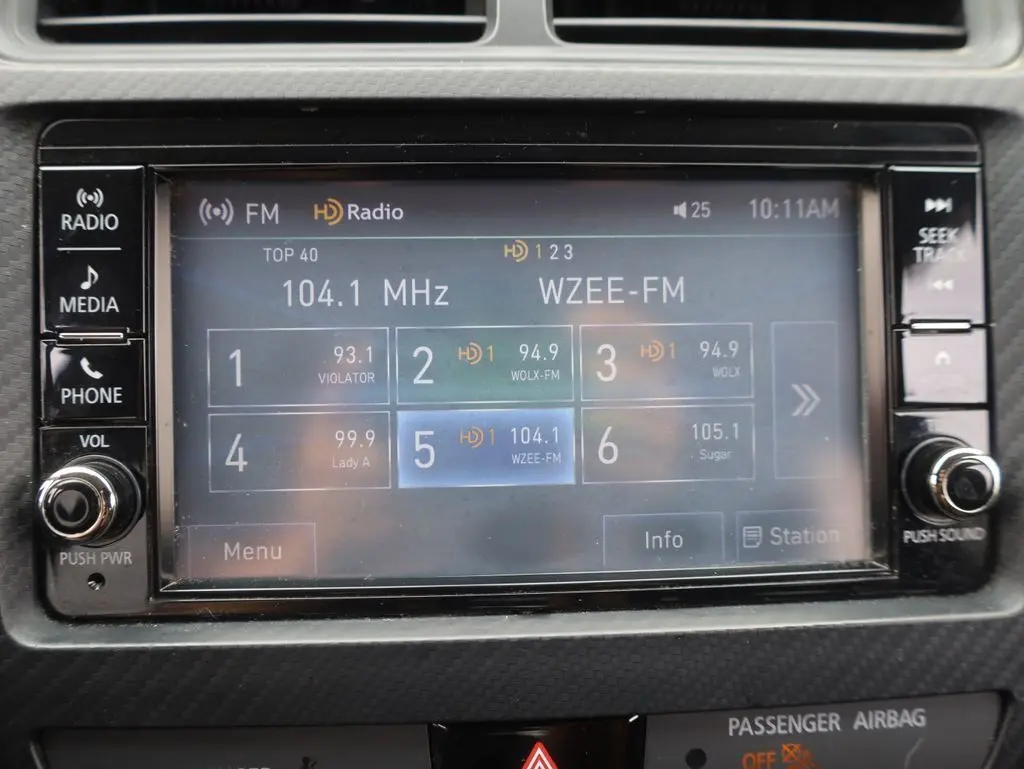 RADIO
MEDIA
PHONE
VOL
PUSH PWR
FM HD Radio 25 10:11AM
TOP 40 HD 1 2 3
104.1 MHz WZEE-FM
1 93.1 VIOLATOR
2 HD 1 94.9 WOLX-FM
3 HD 1 94.9 WOLX
4 99.9 Lady A
5 HD 1 104.1 WZEE-FM
6 105.1 Sugar
Menu Info Station
SEEK
TRACK
PUSH SOUND
PASSENGER AIRBAG
OFF